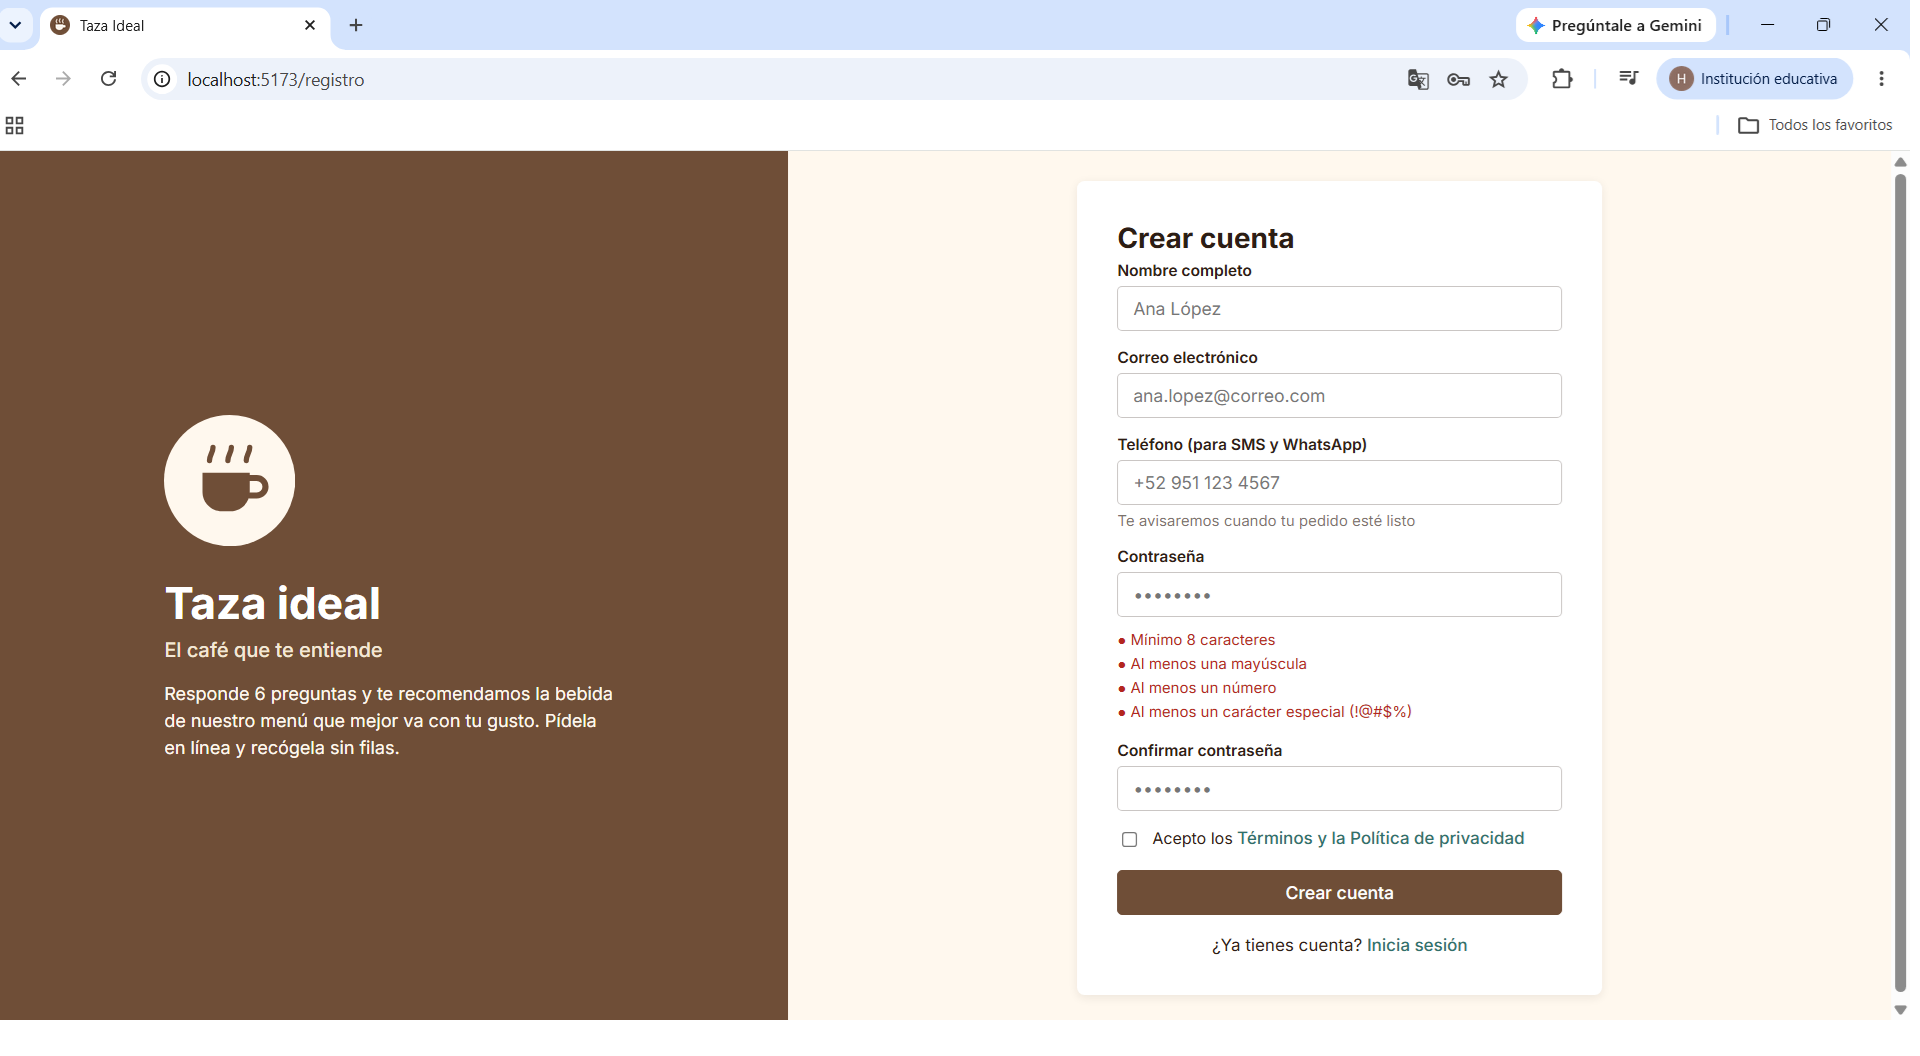 Taza Ideal
Pregúntale a Gemini
localhost:5173/registro
H
Institución educativa
Todos los favoritos
Taza ideal
El café que te entiende
Responde 6 preguntas y te recomendamos la bebida
de nuestro menú que mejor va con tu gusto. Pídela
en línea y recógela sin filas.
Crear cuenta
Nombre completo
Ana López
Correo electrónico
ana.lopez@correo.com
Teléfono (para SMS y WhatsApp)
+52 951 123 4567
Te avisaremos cuando tu pedido esté listo
Contraseña
••••••••
• Mínimo 8 caracteres
• Al menos una mayúscula
• Al menos un número
• Al menos un carácter especial (!@#$%)
Confirmar contraseña
••••••••
Acepto los Términos y la Política de privacidad
Crear cuenta
¿Ya tienes cuenta? Inicia sesión